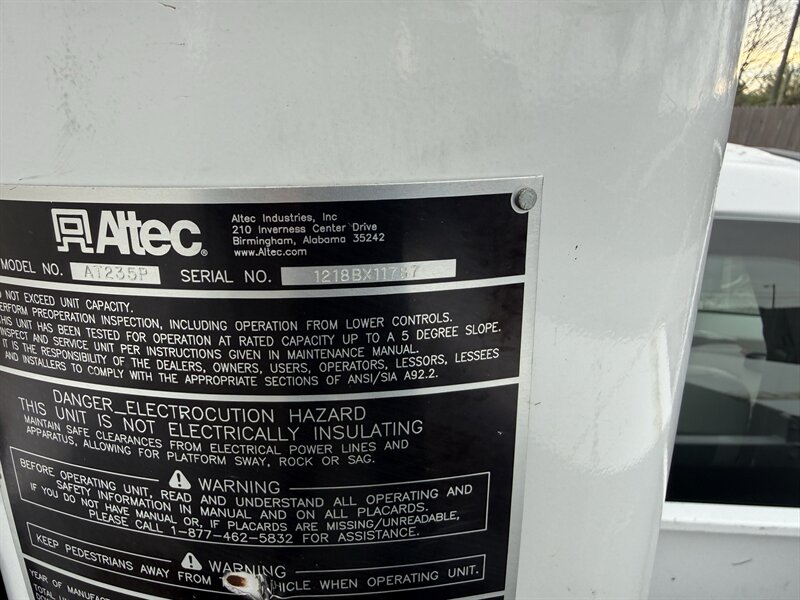 Altec
Altec Industries, Inc
210 Inverness Center Drive
Birmingham, Alabama 35242
www.Altec.com
MODEL NO. AT235P SERIAL NO.
NOT EXCEED UNIT CAPACITY.
PERFORM PREOPERATION INSPECTION, INCLUDING OPERATION FROM LOWER CONTROLS.
THIS UNIT HAS BEEN TESTED FOR OPERATION AT RATED CAPACITY UP TO A 5 DEGREE SLOPE.
INSPECT AND SERVICE UNIT PER INSTRUCTIONS GIVEN IN MAINTENANCE MANUAL.
IT IS THE RESPONSIBILITY OF THE DEALERS, OWNERS, USERS, OPERATORS, LESSORS, LESSEES
AND INSTALLERS TO COMPLY WITH THE APPROPRIATE SECTIONS OF ANSI/SIA A92.2.
DANGER_ELECTROCUTION HAZARD
THIS UNIT IS NOT ELECTRICALLY INSULATING
MAINTAIN SAFE CLEARANCES FROM ELECTRICAL POWER LINES AND
APPARATUS, ALLOWING FOR PLATFORM SWAY, ROCK OR SAG.
WARNING
BEFORE OPERATING UNIT, READ AND UNDERSTAND ALL OPERATING AND
SAFETY INFORMATION IN MANUAL AND ON ALL PLACARDS.
IF YOU DO NOT HAVE MANUAL OR, IF PLACARDS ARE MISSING/UNREADABLE,
PLEASE CALL 1-877-462-5832 FOR ASSISTANCE.
WARNING
KEEP PEDESTRIANS AWAY FROM VEHICLE WHEN OPERATING UNIT.
YEAR OF MANUFACT
TOTAL